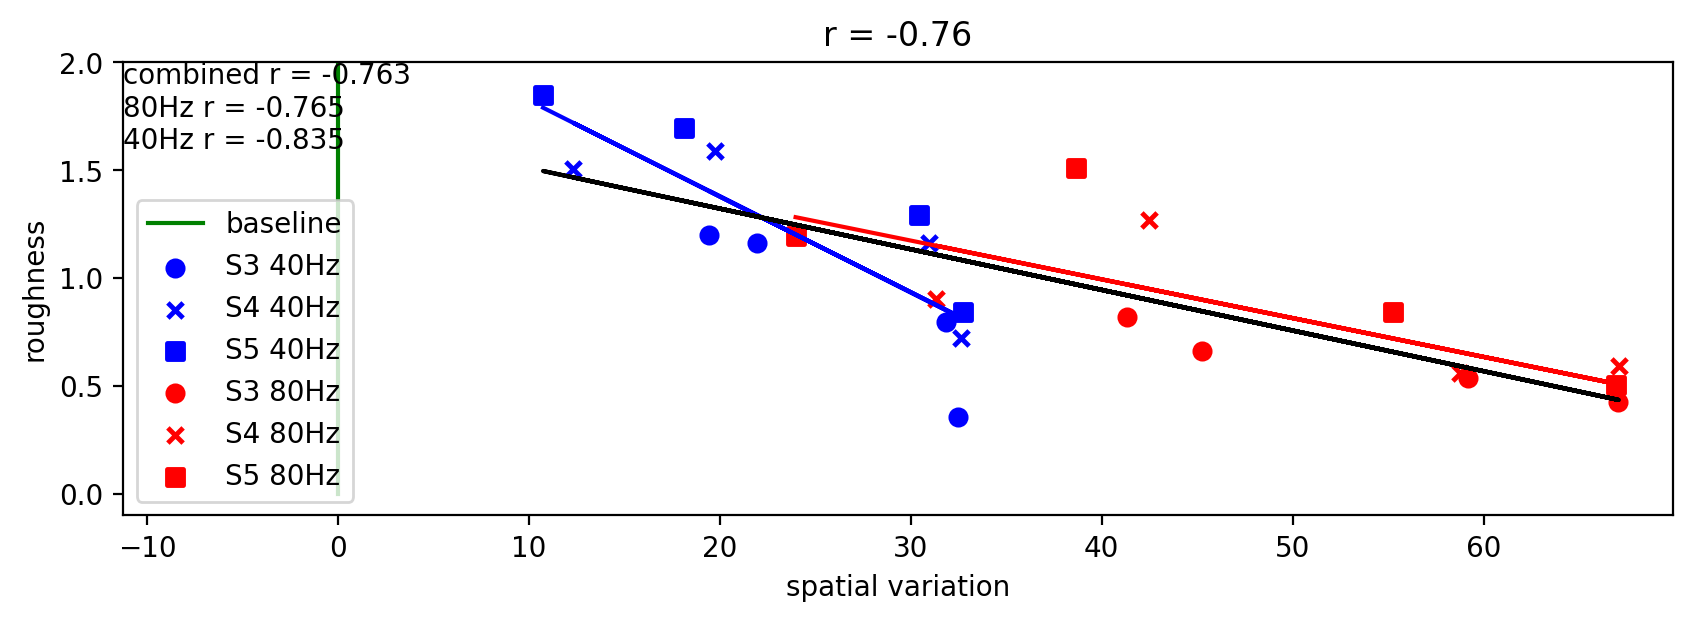 r = -0.76
combined r = -0.763
80Hz r = -0.765
40Hz r = -0.835
2.0
1.5
1.0
0.5
0.0
roughness
baseline
S3 40Hz
S4 40Hz
S5 40Hz
S3 80Hz
S4 80Hz
S5 80Hz
−10 0 10 20 30 40 50 60
spatial variation